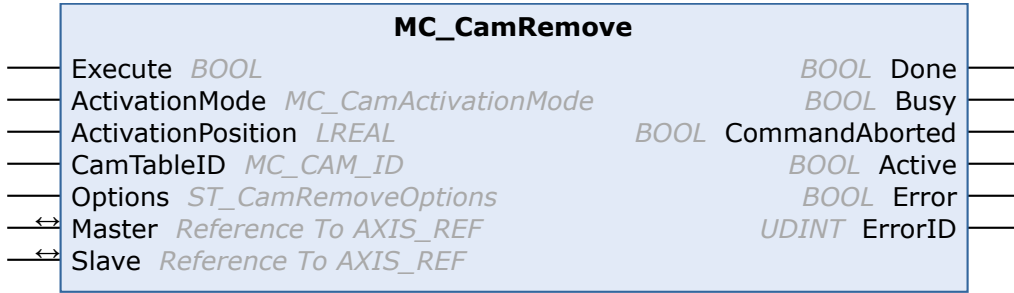 MC_CamRemove
Execute BOOL BOOL Done
ActivationMode MC_CamActivationMode BOOL Busy
ActivationPosition LREAL BOOL CommandAborted
CamTableID MC_CAM_ID BOOL Active
Options ST_CamRemoveOptions BOOL Error
Master Reference To AXIS_REF UDINT ErrorID
Slave Reference To AXIS_REF